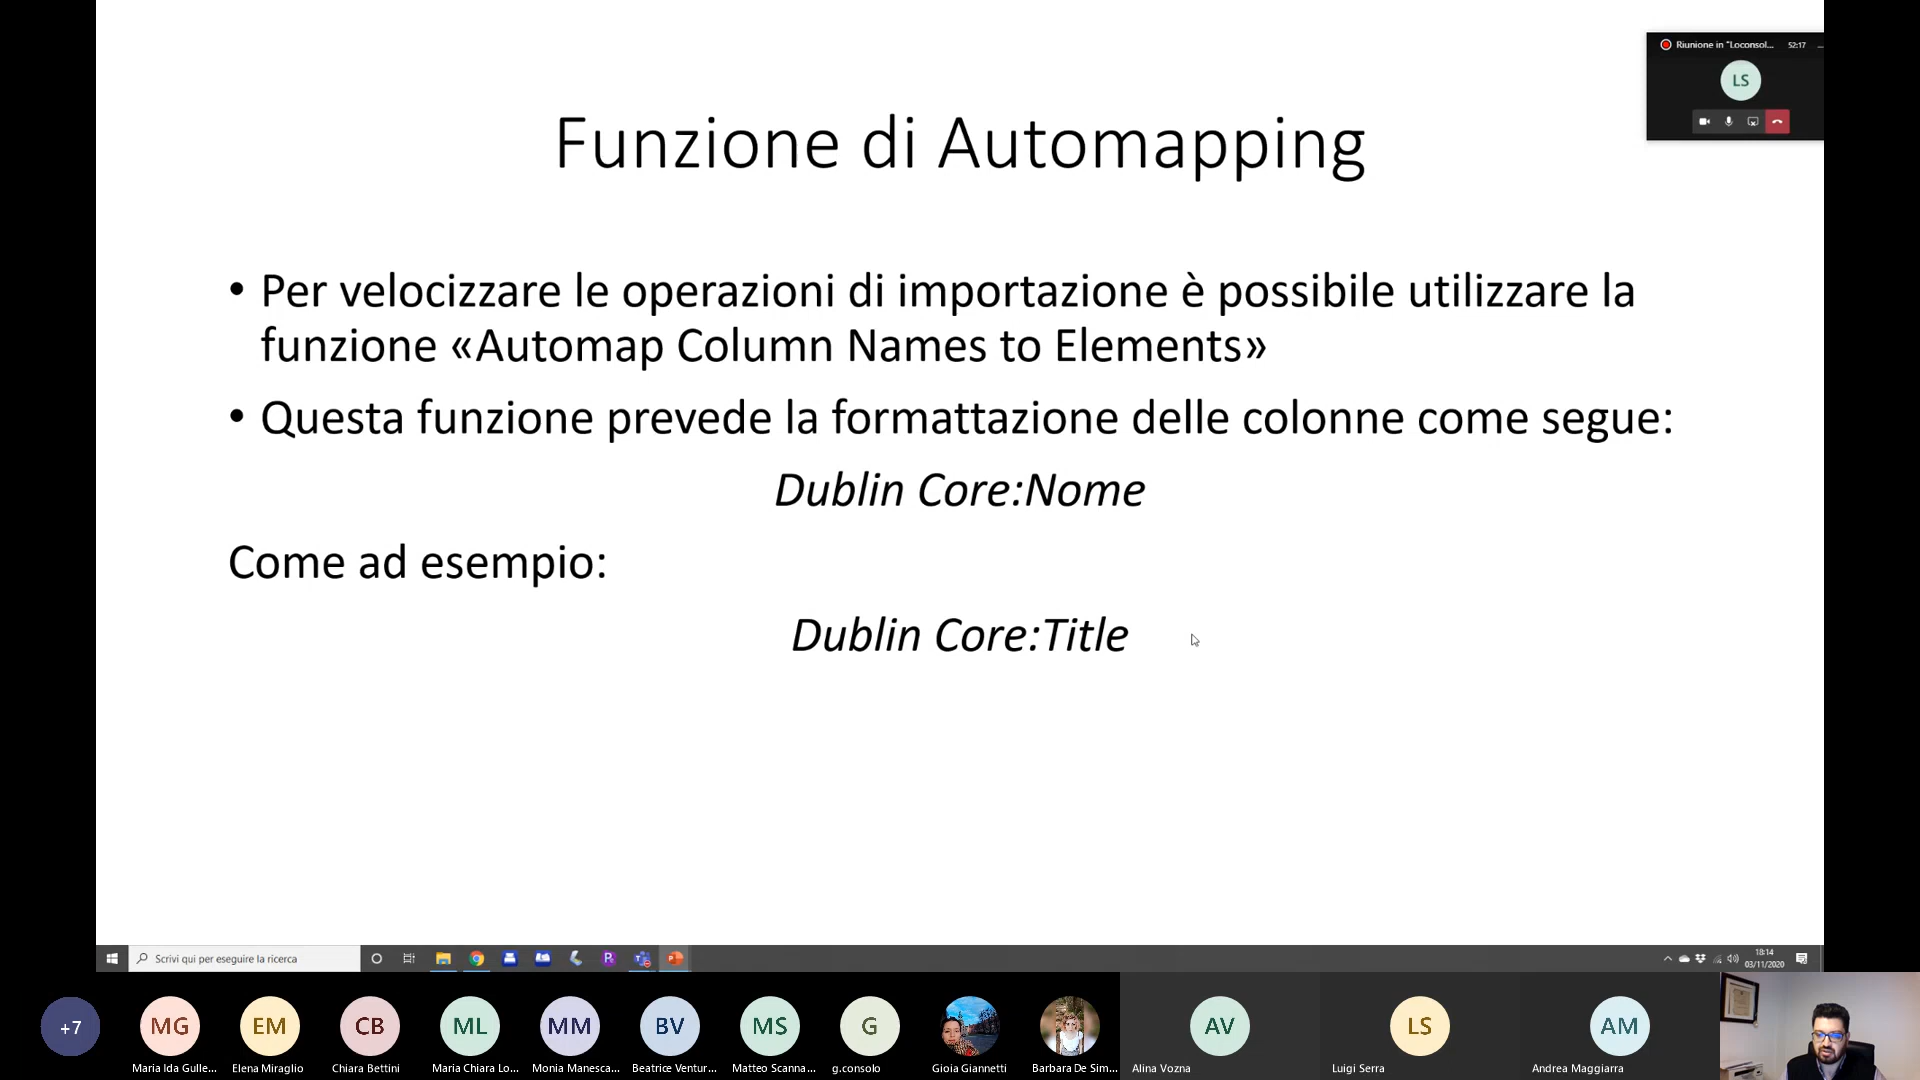 Riunione in "Loconsol... 52:17 ...
LS
Funzione di Automapping
• Per velocizzare le operazioni di importazione è possibile utilizzare la
funzione «Automap Column Names to Elements»
• Questa funzione prevede la formattazione delle colonne come segue:
Dublin Core:Nome
Come ad esempio:
Dublin Core:Title
Scrivi qui per eseguire la ricerca
18:14
03/11/2020
+7
MG
EM
CB
ML
MM
BV
MS
G
AV
LS
AM
Maria Ida Gulle...
Elena Miraglio
Chiara Bettini
Maria Chiara Lo...
Monia Manesca...
Beatrice Ventur...
Matteo Scanna...
g.consolo
Gioia Giannetti
Barbara De Sim...
Alina Vozna
Luigi Serra
Andrea Maggiarra